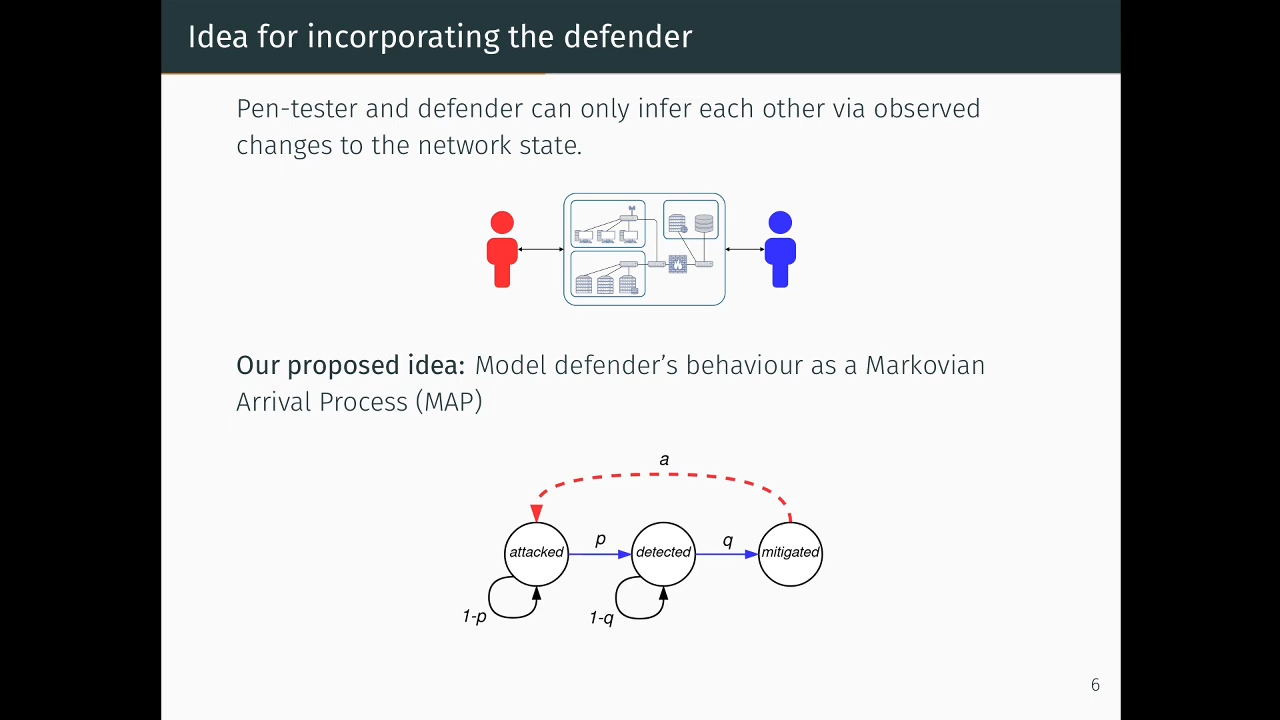 Idea for incorporating the defender
Pen-tester and defender can only infer each other via observed
changes to the network state.
Our proposed idea: Model defender's behaviour as a Markovian
Arrival Process (MAP)
a
p
q
attacked
detected
mitigated
1-p
1-q
6